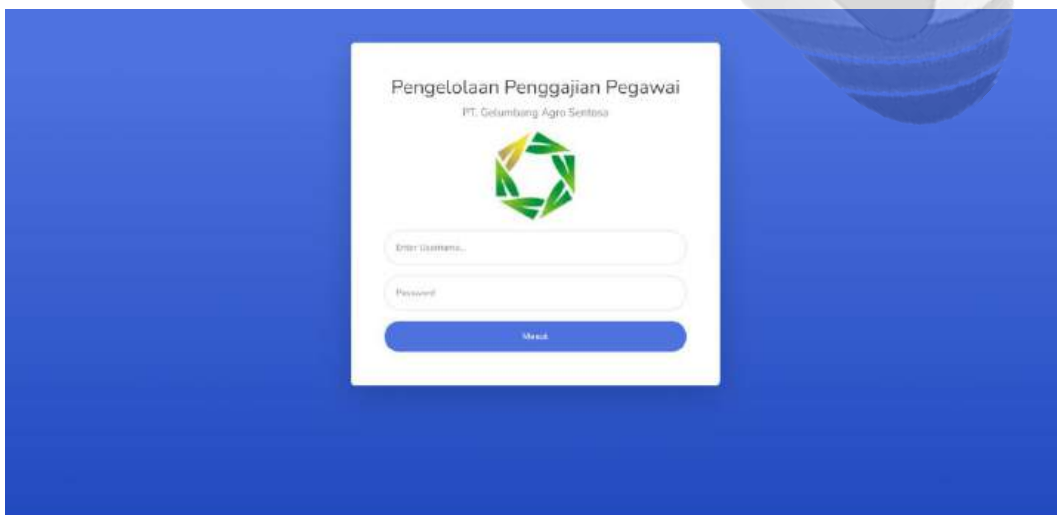 Pengelolaan Penggajian Pegawai
PT. Gelumbang Agro Sentosa
Enter Username...
Password
Masuk